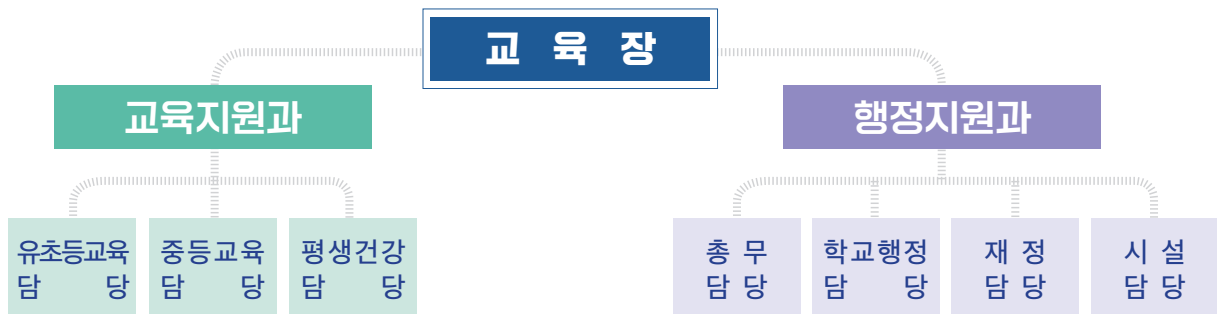 교 육 장
교육지원과
행정지원과
유초등교육
담 당
중등교육
담 당
평생건강
담 당
총 무
담 당
학교행정
담 당
재 정
담 당
시 설
담 당